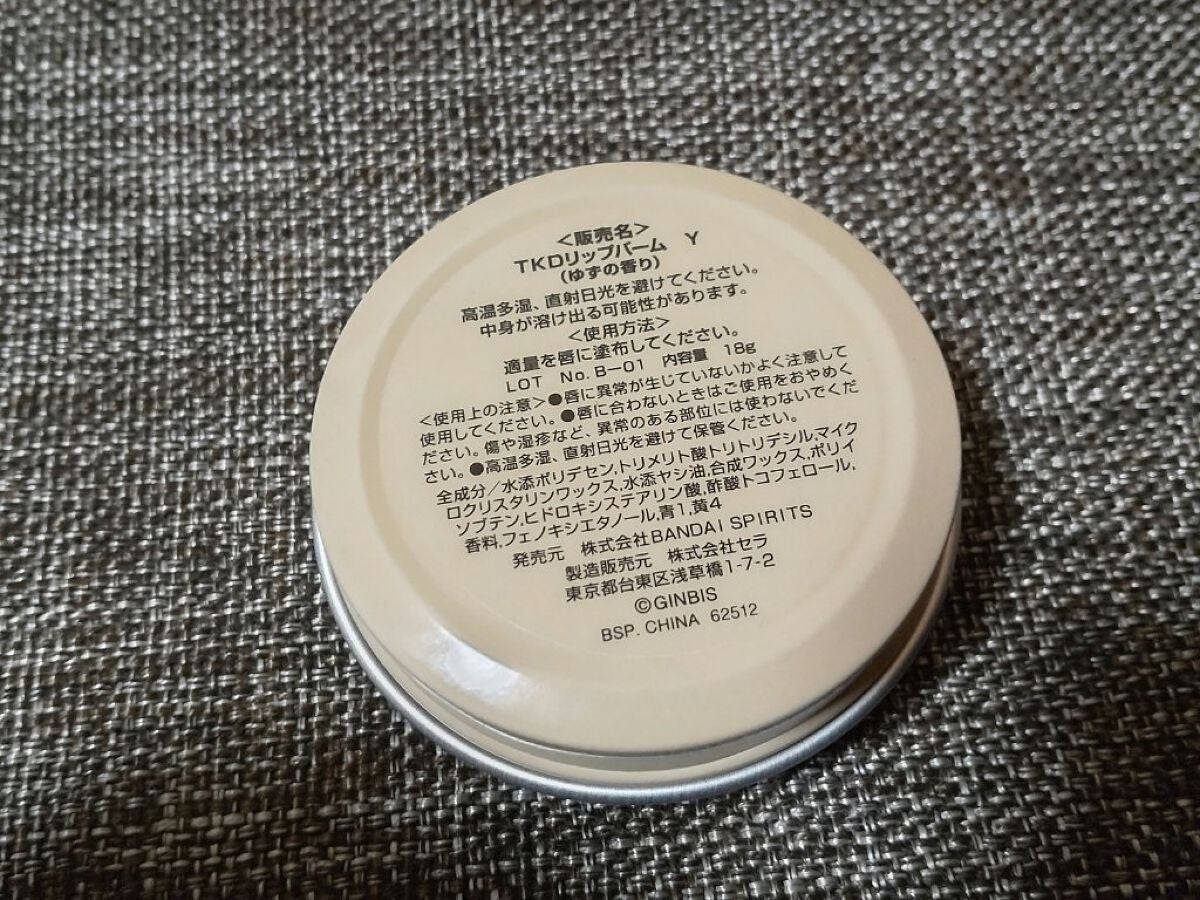 <販売名>
TKDリップバーム Y
(ゆずの香り)
高温多湿、直射日光を避けてください。
中身が溶け出る可能性があります。
<使用方法>
適量を唇に塗布してください。
LOT No.B-01 内容量 18g
<使用上の注意>●唇に異常が生じていないかよく注意して
使用してください。●唇に合わないときはご使用をおやめく
ださい。傷や湿疹など、異常のある部位には使わないでくだ
さい。●高温多湿、直射日光を避けて保管ください。
全成分/水添ポリデセン,トリメリト酸トリトリデシル,マイク
ロクリスタリンワックス,水添ヤシ油,合成ワックス,ポリイ
ソブテン,ヒドロキシステアリン酸,酢酸トコフェロール,
香料,フェノキシエタノール,青1,黄4
発売元 株式会社BANDAI SPIRITS
製造販売元 株式会社セラ
東京都台東区浅草橋1-7-2
©GINBIS
BSP. CHINA 62512